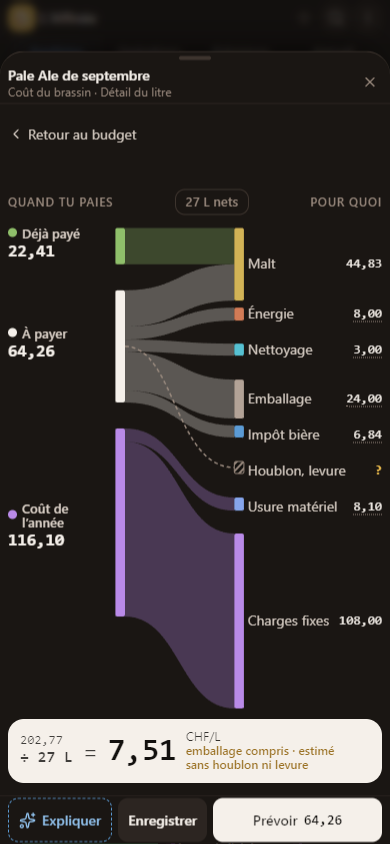 Pale Ale de septembre
Coût du brassin · Détail du litre
Retour au budget
QUAND TU PAIES
27 L nets
POUR QUOI
Déjà payé
22,41
Malt 44,83
Énergie 8,00
À payer
64,26
Nettoyage 3,00
Emballage 24,00
Impôt bière 6,84
Houblon, levure ?
Usure matériel 8,10
Coût de
l'année
116,10
Charges fixes 108,00
202,77
÷ 27 L
= 7,51
CHF/L
emballage compris · estimé
sans houblon ni levure
Expliquer
Enregistrer
Prévoir 64,26